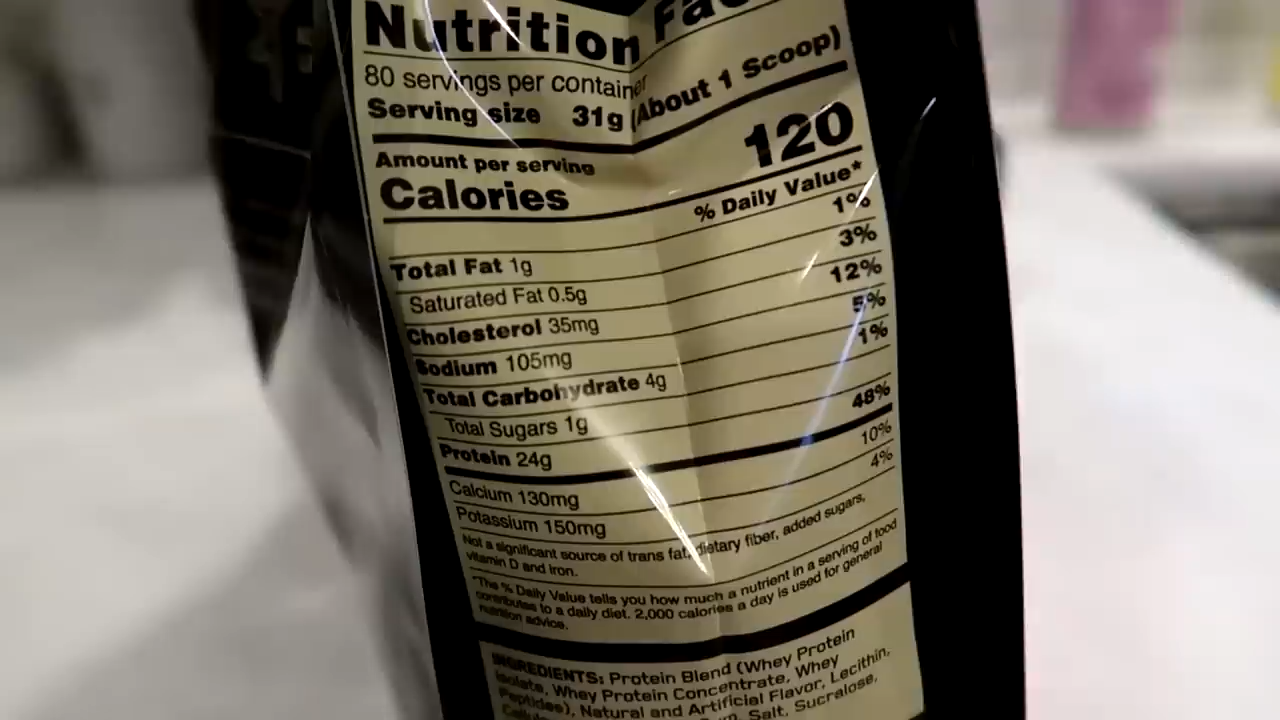 Nutrition Fac
80 servings per container
Serving size 31g (About 1 Scoop)
Amount per serving
Calories 120
% Daily Value*
Total Fat 1g 1%
Saturated Fat 0.5g 3%
Cholesterol 35mg 12%
Sodium 105mg 5%
Total Carbohydrate 4g 1%
Total Sugars 1g
Protein 24g 48%
Calcium 130mg 10%
Potassium 150mg 4%
Not a significant source of trans fat, dietary fiber, added sugars,
vitamin D and iron.
*The % Daily Value tells you how much a nutrient in a serving of food
contributes to a daily diet. 2,000 calories a day is used for general
nutrition advice.
INGREDIENTS: Protein Blend (Whey Protein
Isolate, Whey Protein Concentrate, Whey
Peptides), Natural and Artificial Flavor, Lecithin,
Salt, Sucralose,